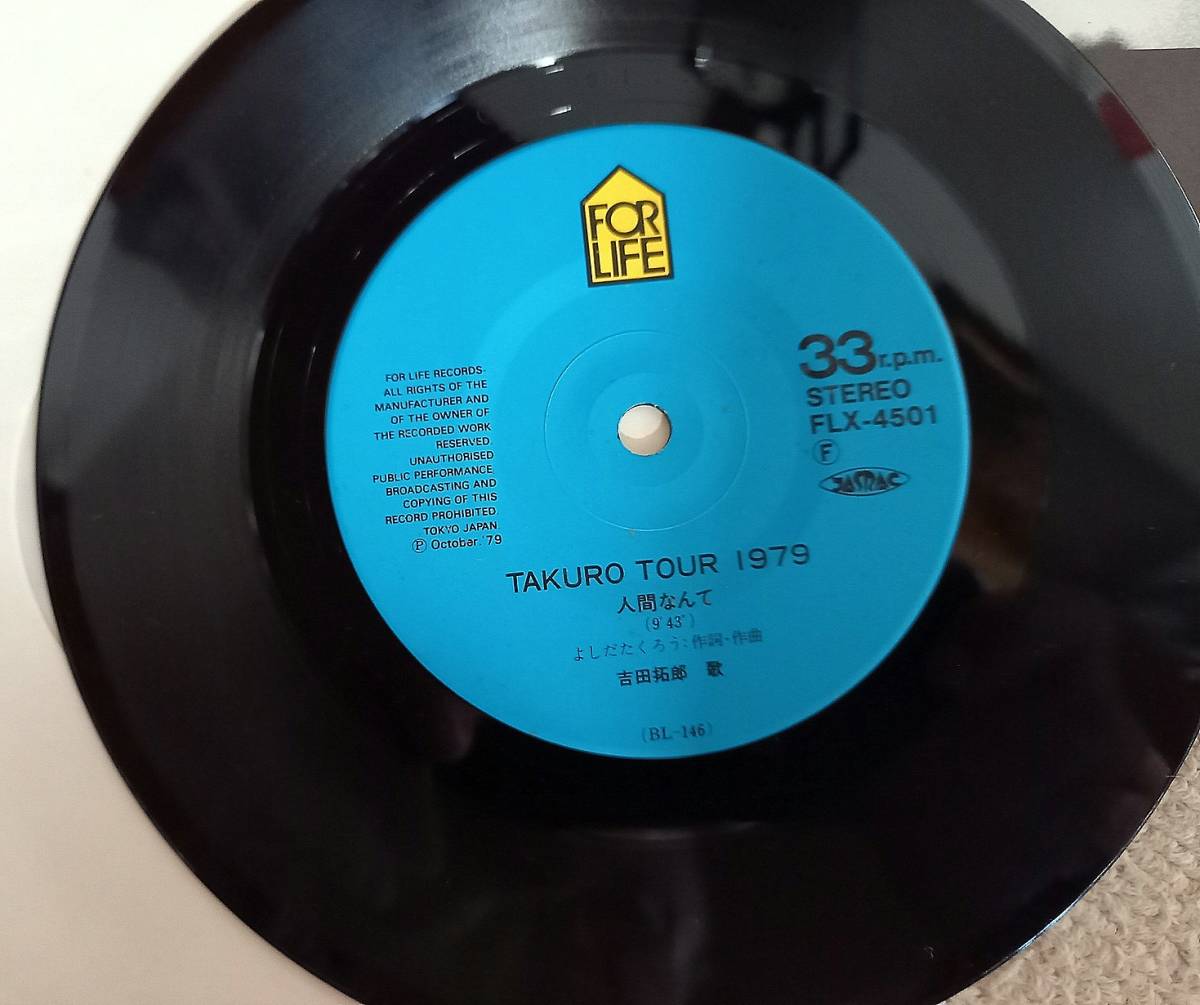 FOR
LIFE
33 r.p.m.
STEREO
FLX-4501
Ⓕ
JASRAC
FOR LIFE RECORDS-
ALL RIGHTS OF THE
MANUFACTURER AND
OF THE OWNER OF
THE RECORDED WORK
RESERVED.
UNAUTHORISED
PUBLIC PERFORMANCE,
BROADCASTING AND
COPYING OF THIS
RECORD PROHIBITED.
TOKYO JAPAN.
Ⓟ Octobar. '79
TAKURO TOUR 1979
人間なんて
(9′43″)
よしだたくろう:作詞・作曲
吉田拓郎 歌
(BL-146)